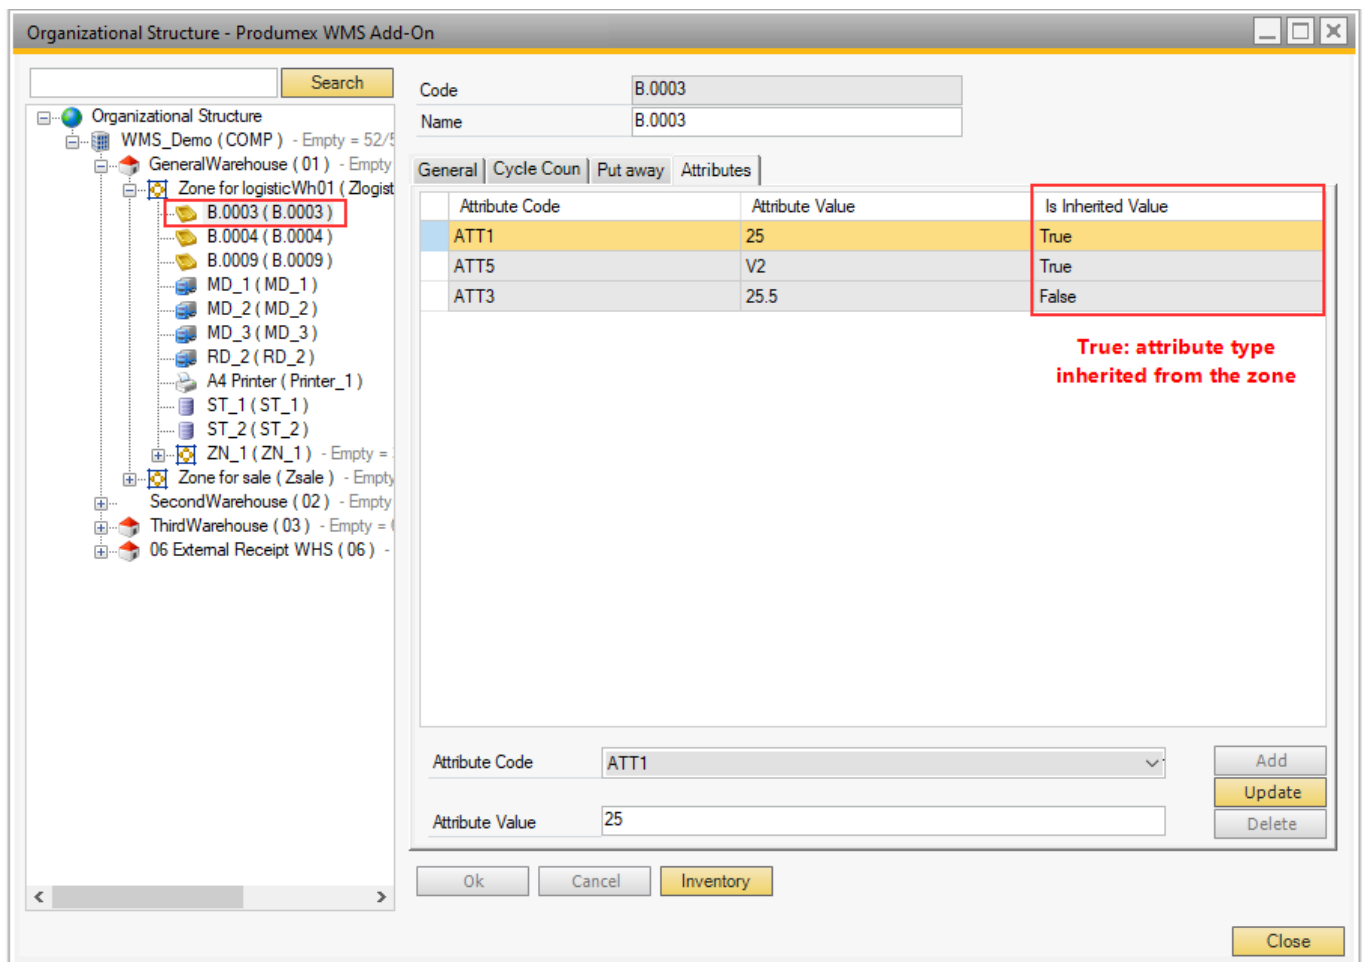 Organizational Structure - Produmex WMS Add-On
Search
Organizational Structure
WMS_Demo ( COMP ) - Empty = 52/5
GeneralWarehouse ( 01 ) - Empty
Zone for logisticWh01 ( Zlogist
B.0003 ( B.0003 )
B.0004 ( B.0004 )
B.0009 ( B.0009 )
MD_1 ( MD_1 )
MD_2 ( MD_2 )
MD_3 ( MD_3 )
RD_2 ( RD_2 )
A4 Printer ( Printer_1 )
ST_1 ( ST_1 )
ST_2 ( ST_2 )
ZN_1 ( ZN_1 ) - Empty =
Zone for sale ( Zsale ) - Empty
SecondWarehouse ( 02 ) - Empty
ThirdWarehouse ( 03 ) - Empty =
06 External Receipt WHS ( 06 ) -
Code B.0003
Name B.0003
General Cycle Coun Put away Attributes
Attribute Code Attribute Value Is Inherited Value
ATT1 25 True
ATT5 V2 True
ATT3 25.5 False
True: attribute type
inherited from the zone
Attribute Code ATT1 Add
Update
Attribute Value 25 Delete
Ok Cancel Inventory
Close